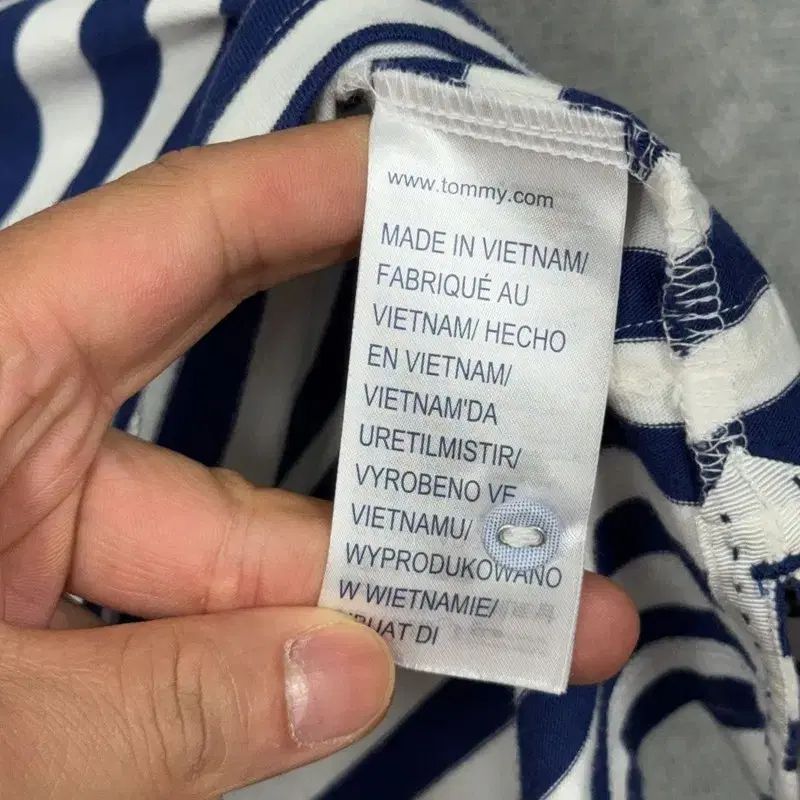 www.tommy.com
MADE IN VIETNAM/
FABRIQUÉ AU
VIETNAM/ HECHO
EN VIETNAM/
VIETNAM'DA
URETILMISTIR/
VYROBENO VE
VIETNAMU/
WYPRODUKOWANO
W WIETNAMIE/
DI